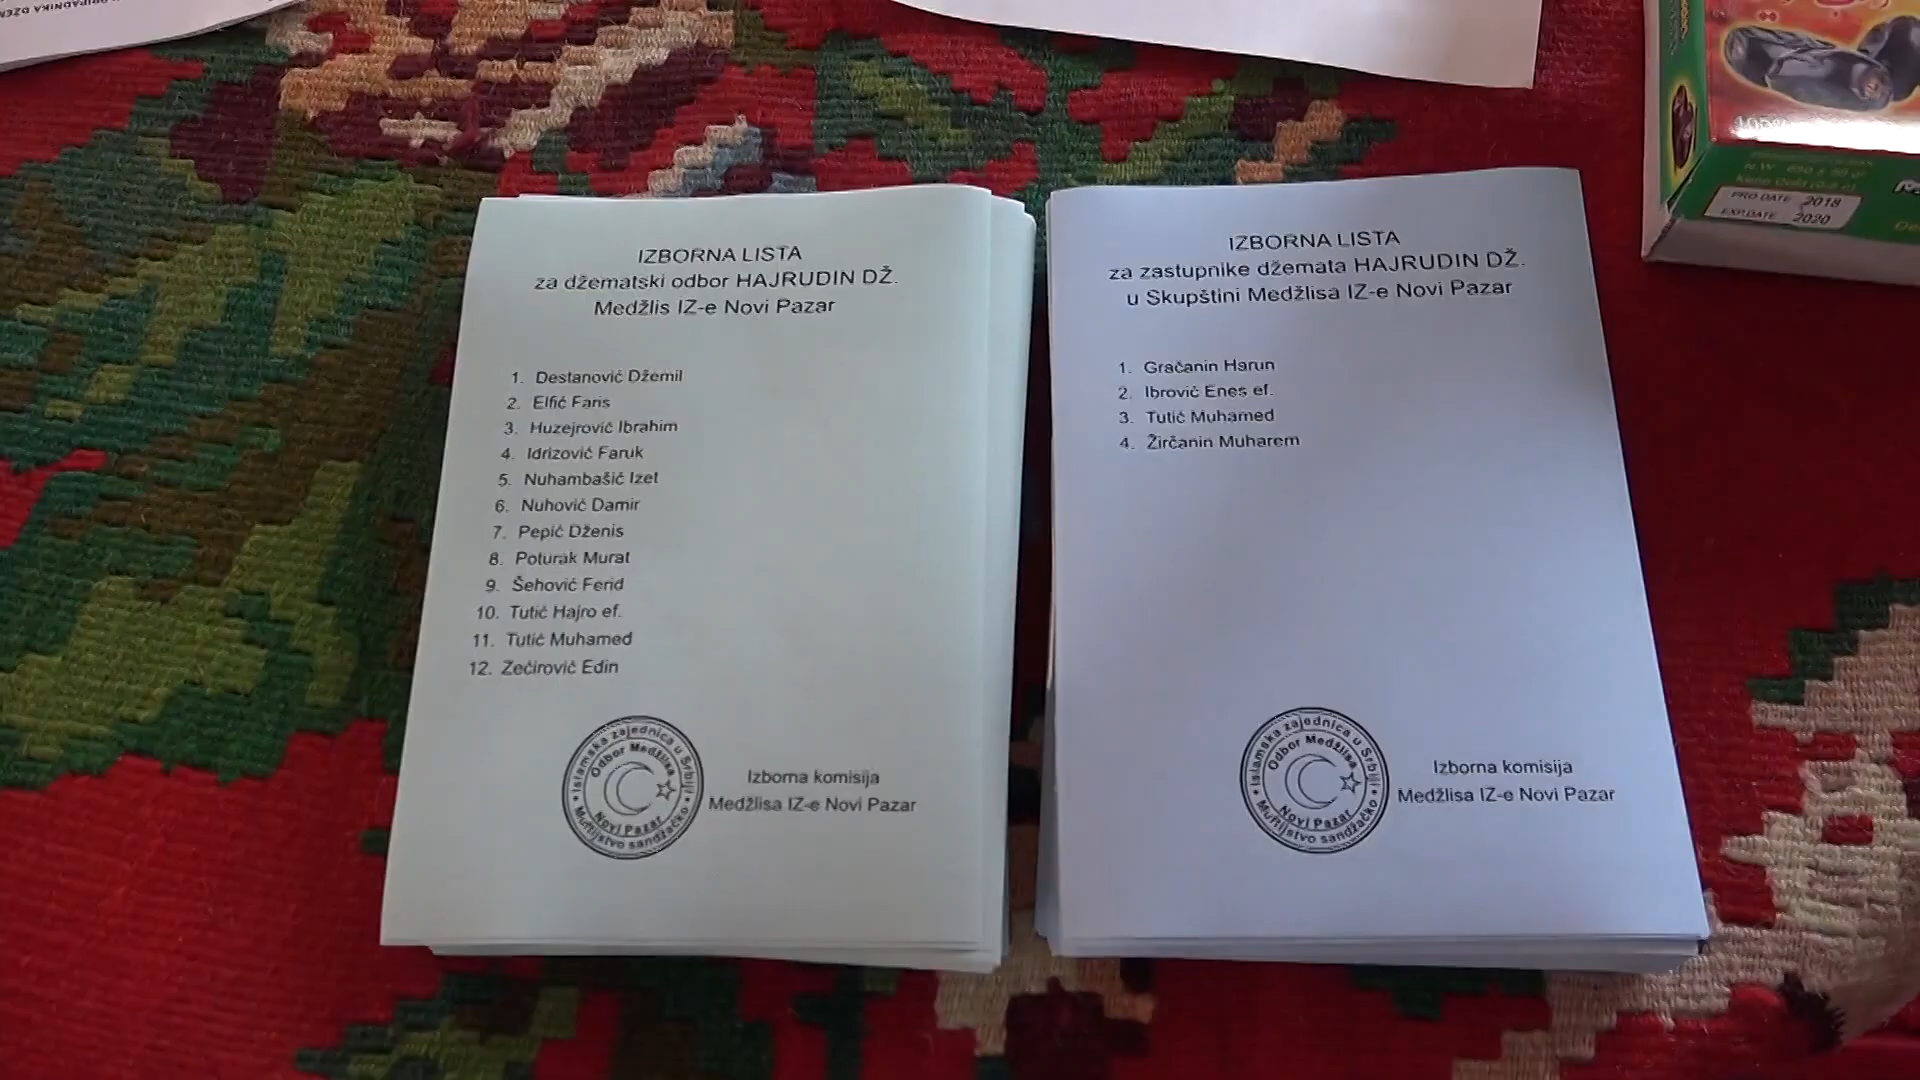 IZBORNA LISTA
za džematski odbor HAJRUDIN DŽ.
Medžlis IZ-e Novi Pazar
1. Destanović Džemil
2. Elfić Faris
3. Huzejrović Ibrahim
4. Idrizović Faruk
5. Nuhambašić Izet
6. Nuhović Damir
7. Pepić Dženis
8. Poturak Murat
9. Šehović Ferid
10. Tutić Hajro ef.
11. Tutić Muhamed
12. Zećirović Edin
Islamska zajednica u Srbiji
Odbor Medžlisa
Novi Pazar
Muftijstvo sandžačko
Izborna komisija
Medžlisa IZ-e Novi Pazar
IZBORNA LISTA
za zastupnike džemata HAJRUDIN DŽ.
u Skupštini Medžlisa IZ-e Novi Pazar
1. Gračanin Harun
2. Ibrović Enes ef.
3. Tutić Muhamed
4. Žirčanin Muharem
Islamska zajednica u Srbiji
Odbor Medžlisa
Novi Pazar
Muftijstvo sandžačko
Izborna komisija
Medžlisa IZ-e Novi Pazar
PRO.DATE 2018
EXP.DATE 2020